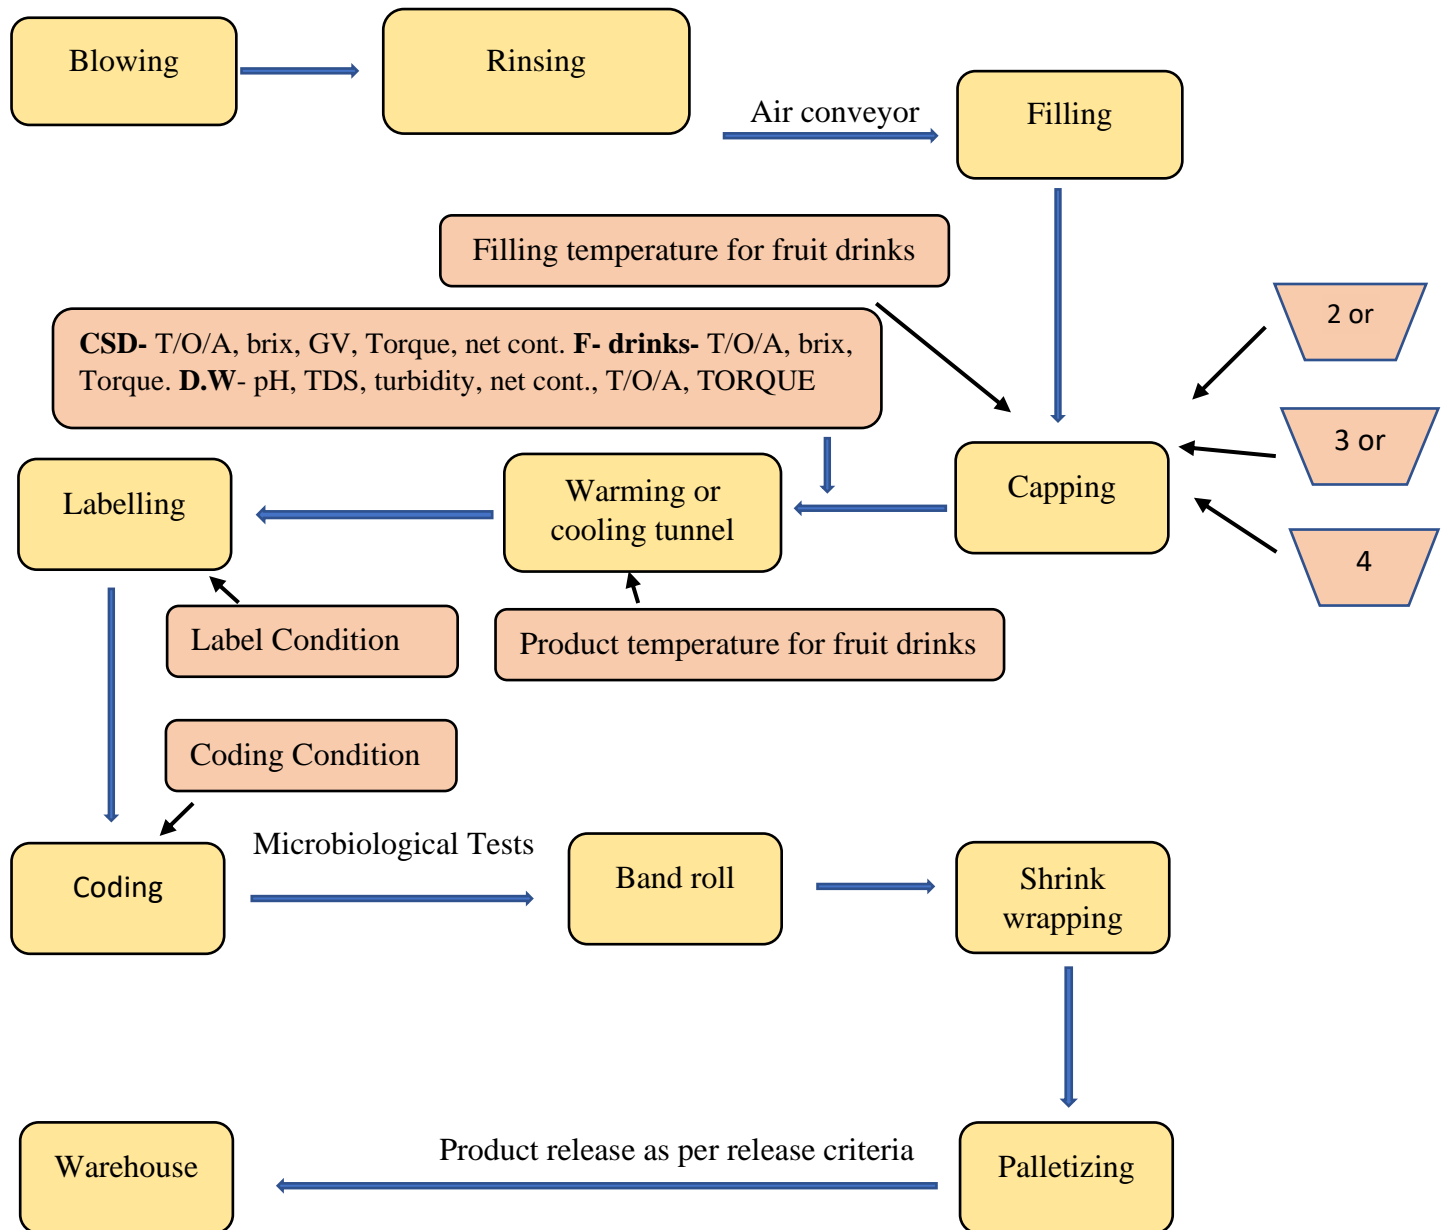 Blowing
Rinsing
Air conveyor
Filling
Filling temperature for fruit drinks
2 or
CSD- T/O/A, brix, GV, Torque, net cont. F- drinks- T/O/A, brix,
Torque. D.W- pH, TDS, turbidity, net cont., T/O/A, TORQUE
3 or
Labelling
Warming or
cooling tunnel
Capping
4
Label Condition
Product temperature for fruit drinks
Coding Condition
Microbiological Tests
Coding
Band roll
Shrink
wrapping
Product release as per release criteria
Warehouse
Palletizing